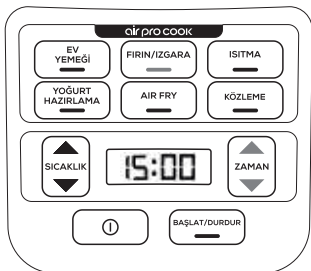 air pro cook
EV
YEMEĞİ
FIRIN/IZGARA
ISITMA
YOĞURT
HAZIRLAMA
AIR FRY
KÖZLEME
SICAKLIK
15:00
ZAMAN
BAŞLAT/DURDUR